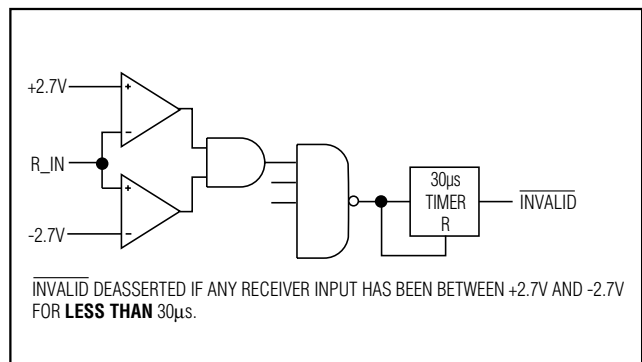 +2.7V
+
-
R_IN
+
-
-2.7V
30μs
TIMER
R
INVALID
INVALID DEASSERTED IF ANY RECEIVER INPUT HAS BEEN BETWEEN +2.7V AND -2.7V
FOR LESS THAN 30μs.